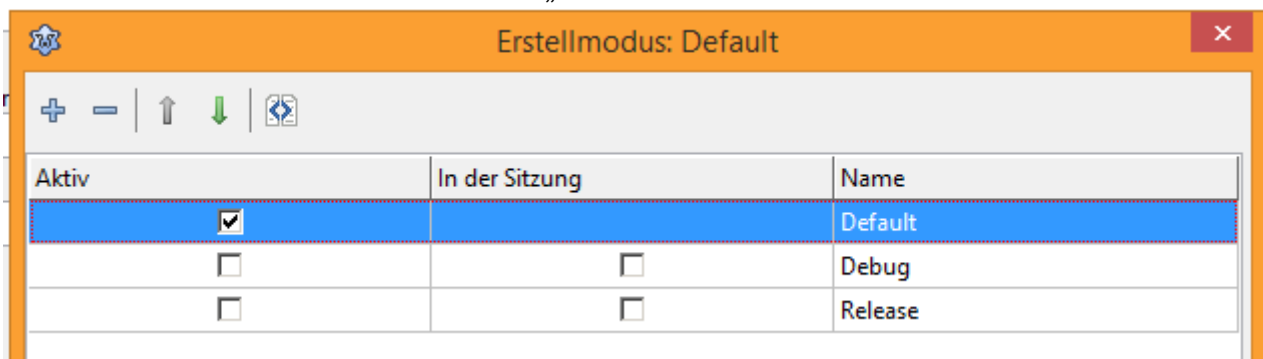 „
Erstellmodus: Default
Aktiv In der Sitzung Name
Default
Debug
Release